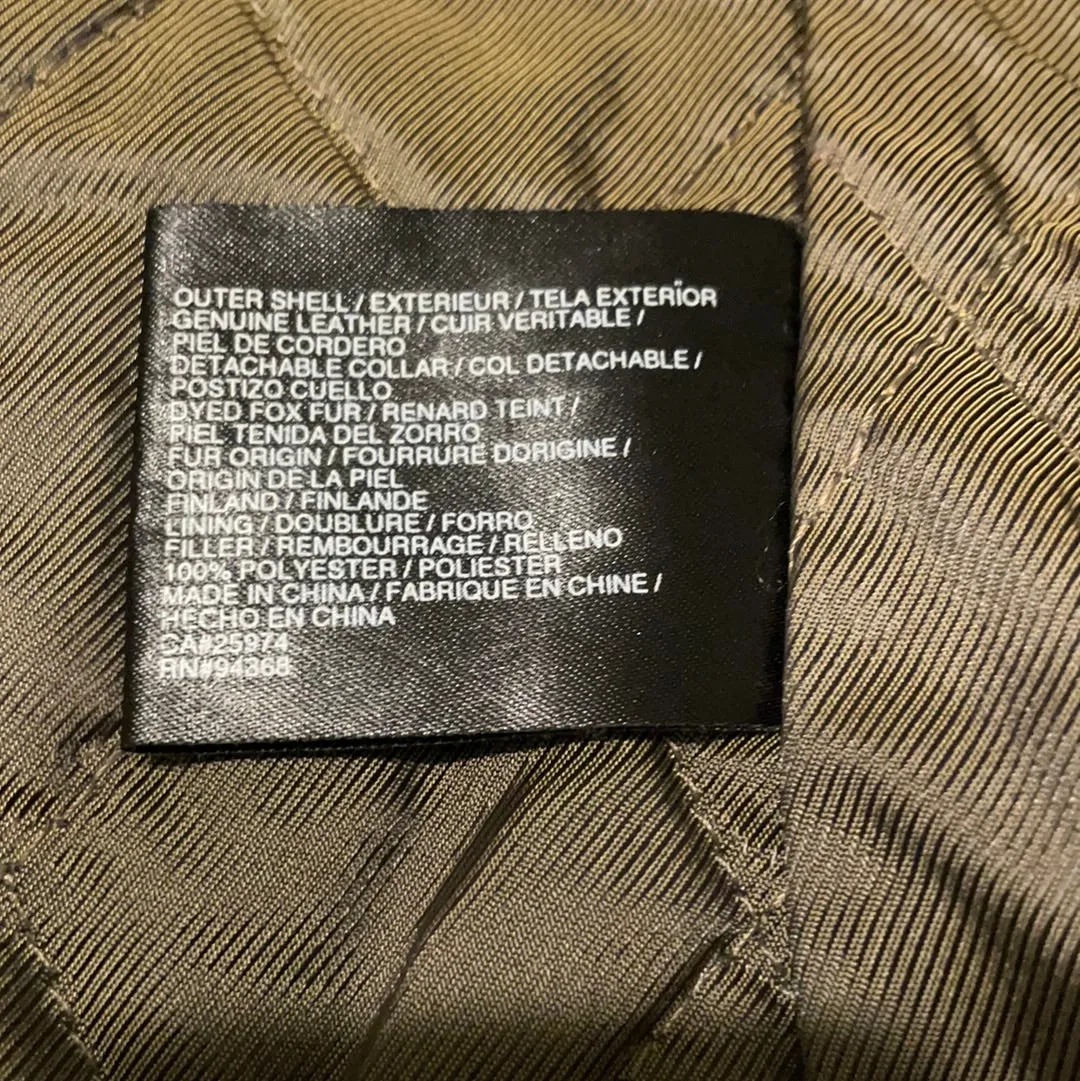 OUTER SHELL / EXTERIEUR / TELA EXTERÏOR
GENUINE LEATHER / CUIR VERITABLE /
PIEL DE CORDERO
DETACHABLE COLLAR / COL DETACHABLE /
POSTIZO CUELLO
DYED FOX FUR / RENARD TEINT /
PIEL TENIDA DEL ZORRO
FUR ORIGIN / FOURRURE DORIGINE /
ORIGIN DE LA PIEL
FINLAND / FINLANDE
LINING / DOUBLURE / FORRO
FILLER / REMBOURRAGE / RELLENO
100% POLYESTER / POLIESTER
MADE IN CHINA / FABRIQUE EN CHINE /
HECHO EN CHINA
CA#25974
RN#94368